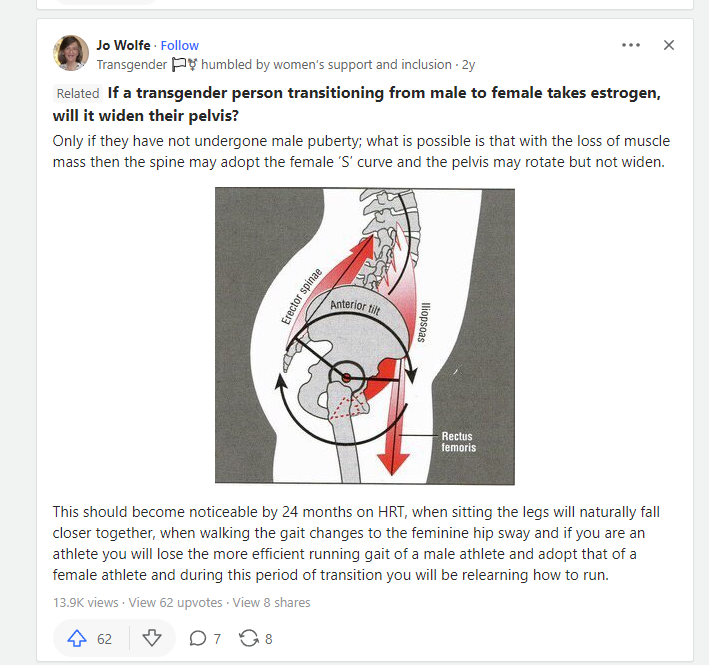 Jo Wolfe · Follow
Transgender 🏳️‍⚧️ humbled by women's support and inclusion · 2y
Related If a transgender person transitioning from male to female takes estrogen,
will it widen their pelvis?
Only if they have not undergone male puberty; what is possible is that with the loss of muscle
mass then the spine may adopt the female ‘S’ curve and the pelvis may rotate but not widen.
Erector spinae
Anterior tilt
Iliopsoas
Rectus
femoris
This should become noticeable by 24 months on HRT, when sitting the legs will naturally fall
closer together, when walking the gait changes to the feminine hip sway and if you are an
athlete you will lose the more efficient running gait of a male athlete and adopt that of a
female athlete and during this period of transition you will be relearning how to run.
13.9K views · View 62 upvotes · View 8 shares
62 7 8